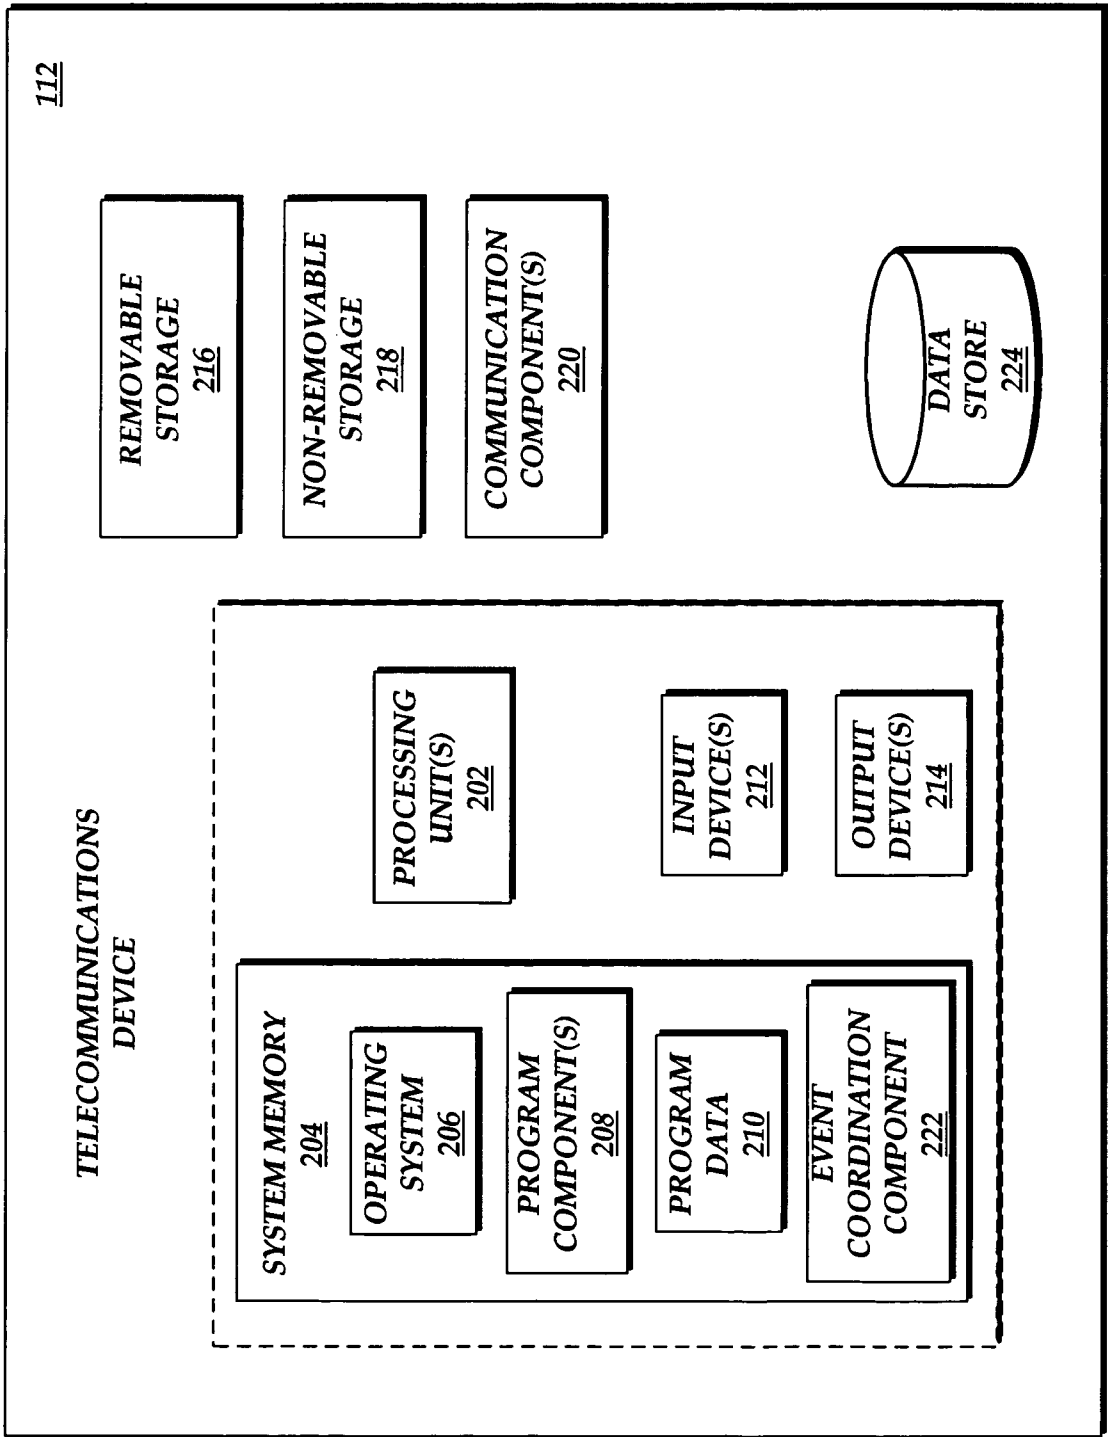 TELECOMMUNICATIONS
DEVICE
112
SYSTEM MEMORY
204
OPERATING
SYSTEM
206
PROGRAM
COMPONENT(S)
208
PROGRAM
DATA
210
EVENT
COORDINATION
COMPONENT
222
PROCESSING
UNIT(S)
202
INPUT
DEVICE(S)
212
OUTPUT
DEVICE(S)
214
REMOVABLE
STORAGE
216
NON-REMOVABLE
STORAGE
218
COMMUNICATION
COMPONENT(S)
220
DATA
STORE
224